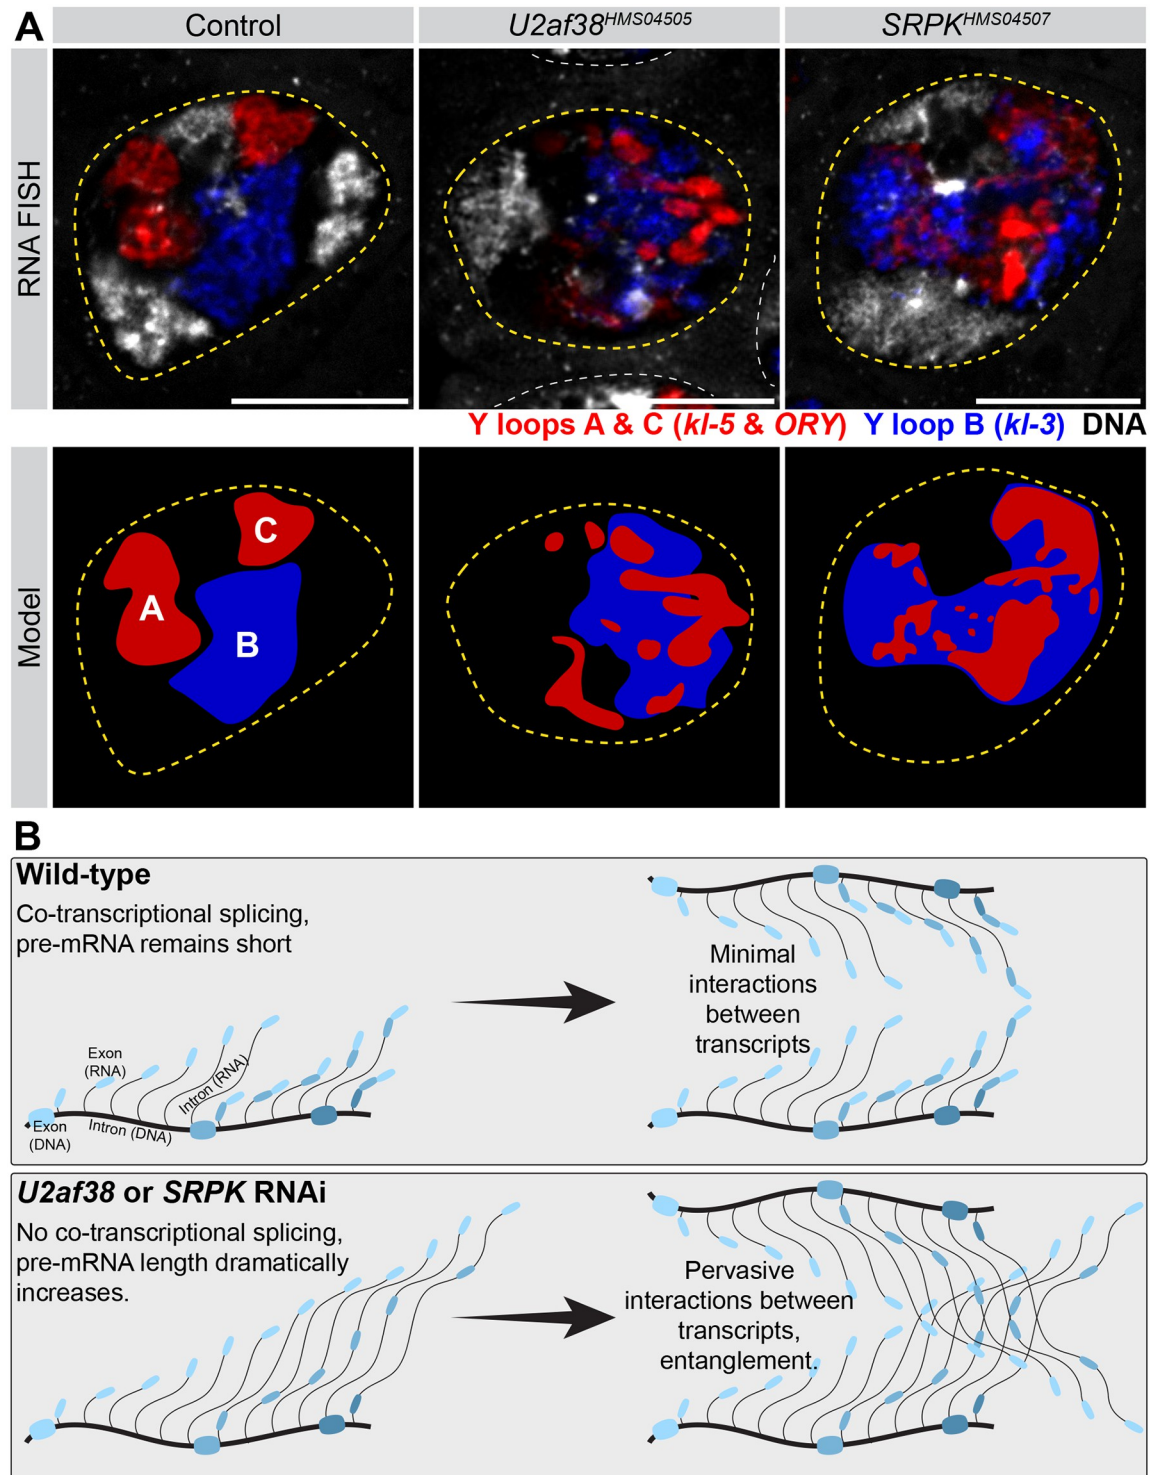 A
Control
U2af38HMS04505
SRPKHMS04507
RNA FISH
Y loops A & C (kl-5 & ORY) Y loop B (kl-3) DNA
Model
A
C
B
B
Wild-type
Co-transcriptional splicing,
pre-mRNA remains short
Exon
(RNA)
Intron (RNA)
Exon
(DNA)
Intron (DNA)
Minimal
interactions
between
transcripts
U2af38 or SRPK RNAi
No co-transcriptional splicing,
pre-mRNA length dramatically
increases.
Pervasive
interactions between
transcripts,
entanglement.